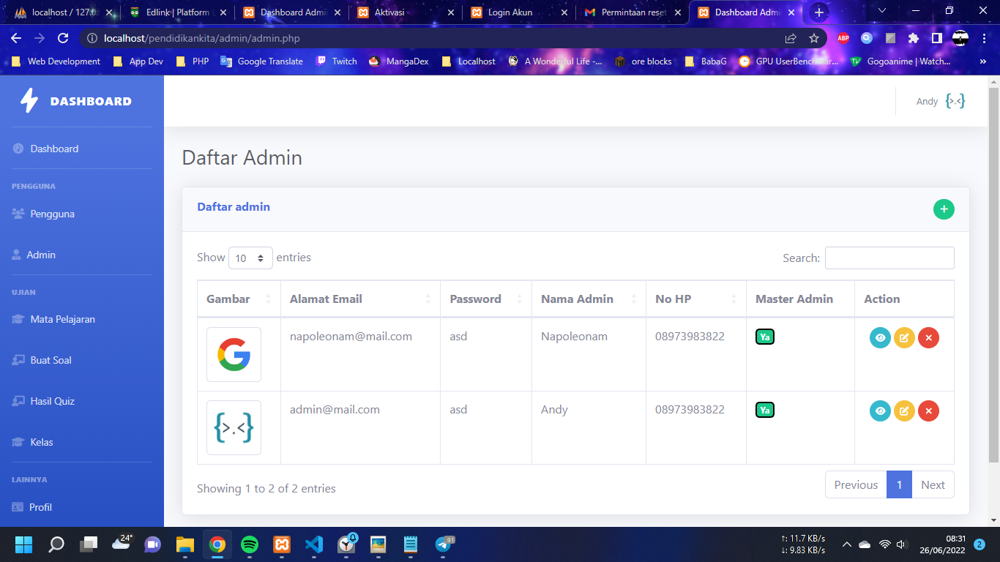 localhost / 127.0
Edlink | Platform
Dashboard Admi
Aktivasi
Login Akun
Permintaan reset
Dashboard Admi
localhost/pendidikankita/admin/admin.php
ABP
Web Development
App Dev
PHP
Google Translate
Twitch
MangaDex
Localhost
A Wonderful Life -...
ore blocks
BabaG
GPU UserBenchmar...
Gogoanime | Watch...
»
DASHBOARD
Andy {>.<}
Dashboard
PENGGUNA
Pengguna
Admin
UJIAN
Mata Pelajaran
Buat Soal
Hasil Quiz
Kelas
LAINNYA
Profil
Daftar Admin
Daftar admin
+
Show 10 entries
Search:
Gambar Alamat Email Password Nama Admin No HP Master Admin Action
G napoleonam@mail.com asd Napoleonam 08973983822 Ya
{>.<} admin@mail.com asd Andy 08973983822 Ya
Showing 1 to 2 of 2 entries
Previous 1 Next
24°
91
↑: 11.7 KB/s
↓: 9.83 KB/s
08:31
26/06/2022
2